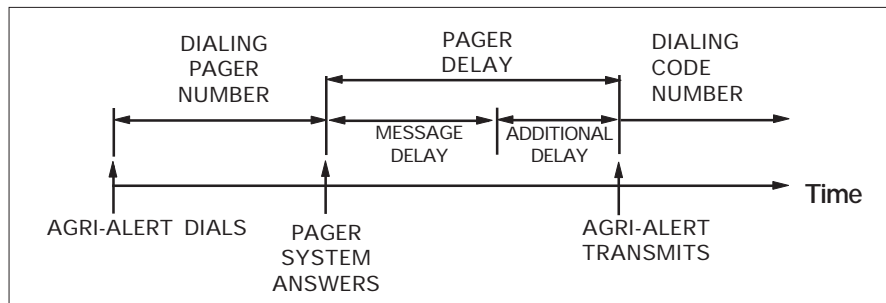 DIALING
PAGER
NUMBER
PAGER
DELAY
DIALING
CODE
NUMBER
MESSAGE
DELAY
ADDITIONAL
DELAY
Time
AGRI-ALERT DIALS
PAGER
SYSTEM
ANSWERS
AGRI-ALERT
TRANSMITS